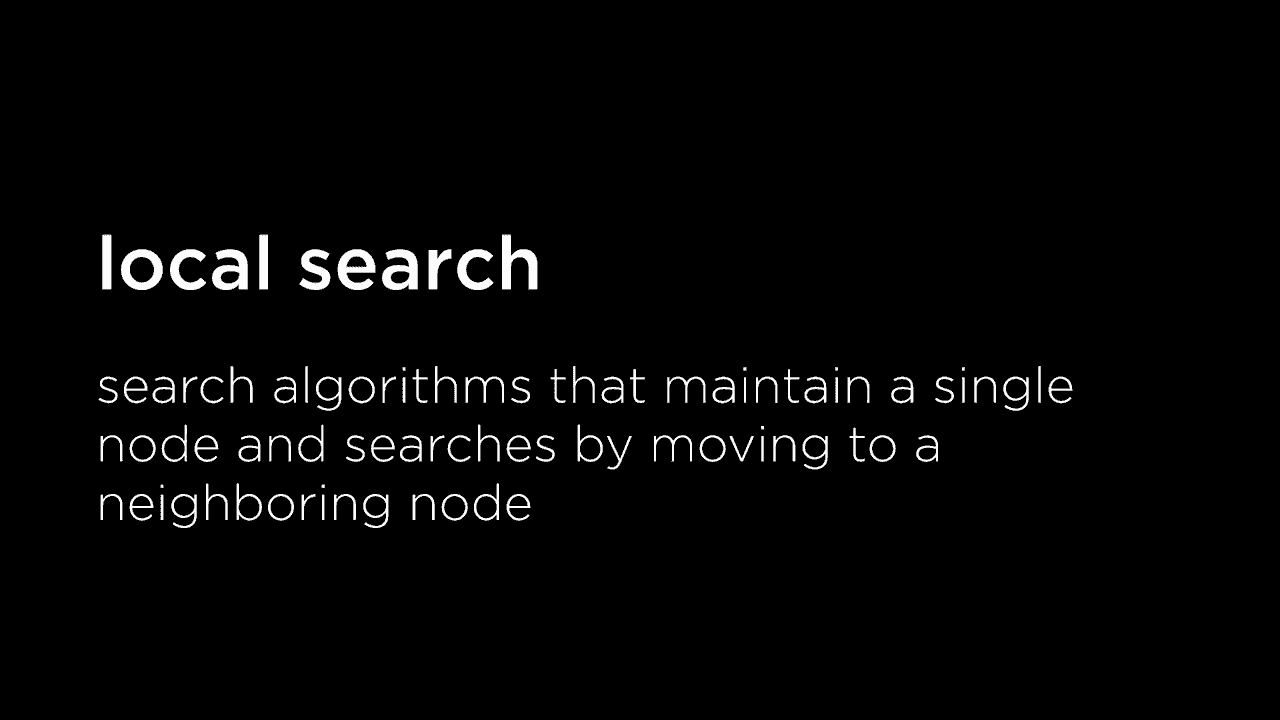 local search
search algorithms that maintain a single
node and searches by moving to a
neighboring node